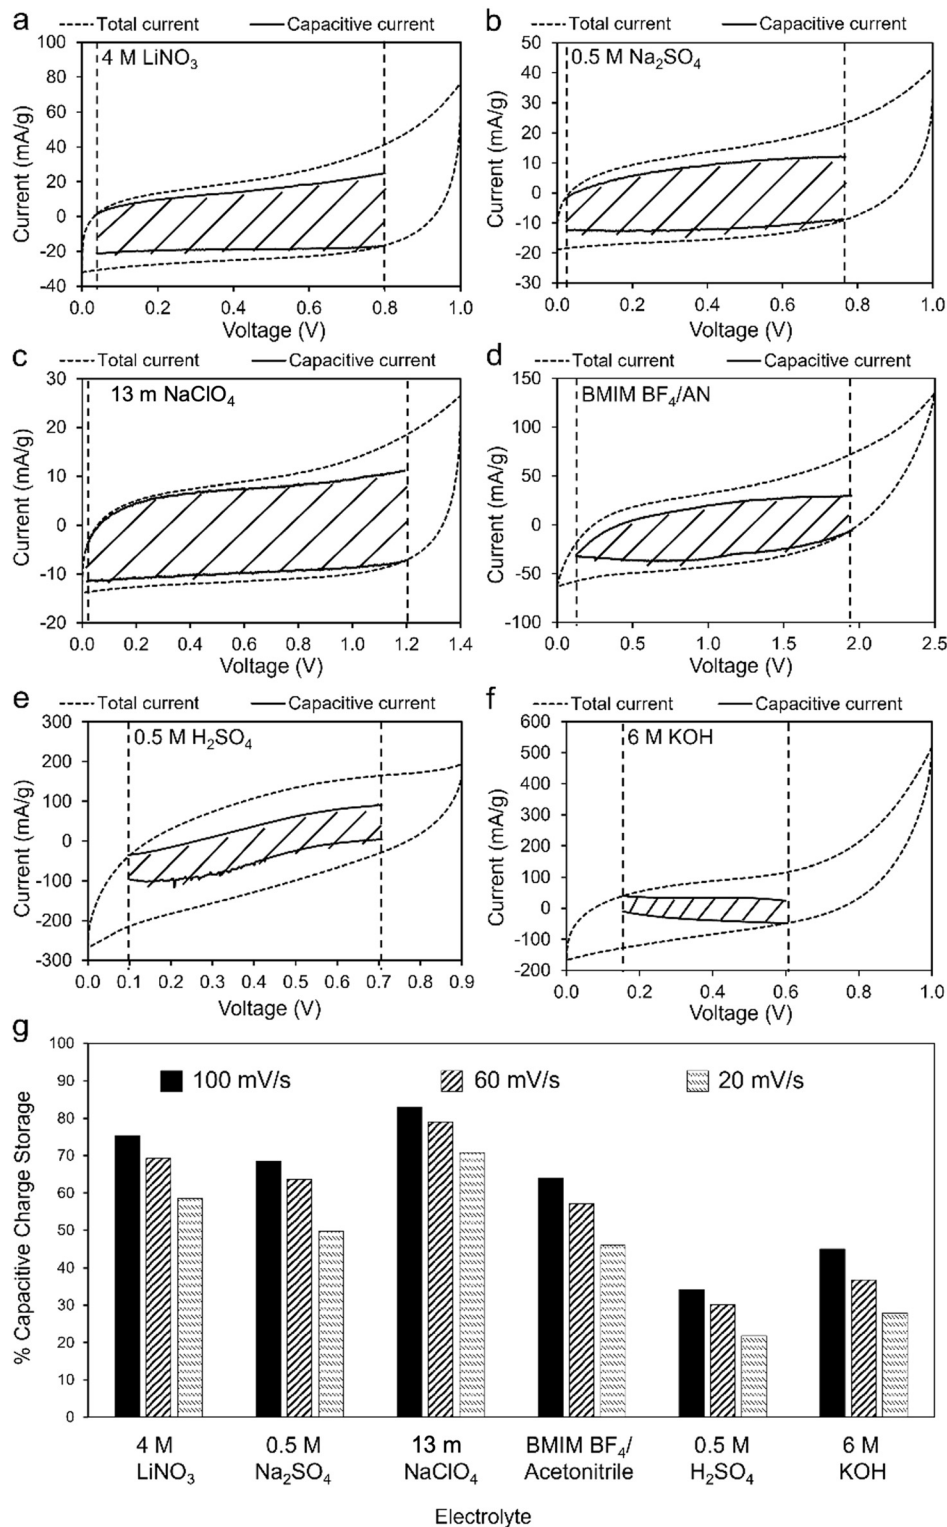 a
Total current
Capacitive current
4 M LiNO₃
100
80
60
40
20
0
-20
-40
Current (mA/g)
0.0 0.2 0.4 0.6 0.8 1.0
Voltage (V)
b
Total current
Capacitive current
0.5 M Na₂SO₄
50
40
30
20
10
0
-10
-20
-30
Current (mA/g)
0.0 0.2 0.4 0.6 0.8 1.0
Voltage (V)
c
Total current
Capacitive current
13 m NaClO₄
30
20
10
0
-10
-20
Current (mA/g)
0.0 0.2 0.4 0.6 0.8 1.0 1.2 1.4
Voltage (V)
d
Total current
Capacitive current
BMIM BF₄/AN
150
100
50
0
-50
-100
Current (mA/g)
0.0 0.5 1.0 1.5 2.0 2.5
Voltage (V)
e
Total current
Capacitive current
0.5 M H₂SO₄
300
200
100
0
-100
-200
-300
Current (mA/g)
0.0 0.1 0.2 0.3 0.4 0.5 0.6 0.7 0.8 0.9
Voltage (V)
f
Total current
Capacitive current
6 M KOH
600
500
400
300
200
100
0
-100
-200
Current (mA/g)
0.0 0.2 0.4 0.6 0.8 1.0
Voltage (V)
g
100 mV/s
60 mV/s
20 mV/s
100
90
80
70
60
50
40
30
20
10
0
% Capacitive Charge Storage
4 M
LiNO₃
0.5 M
Na₂SO₄
13 m
NaClO₄
BMIM BF₄/
Acetonitrile
0.5 M
H₂SO₄
6 M
KOH
Electrolyte